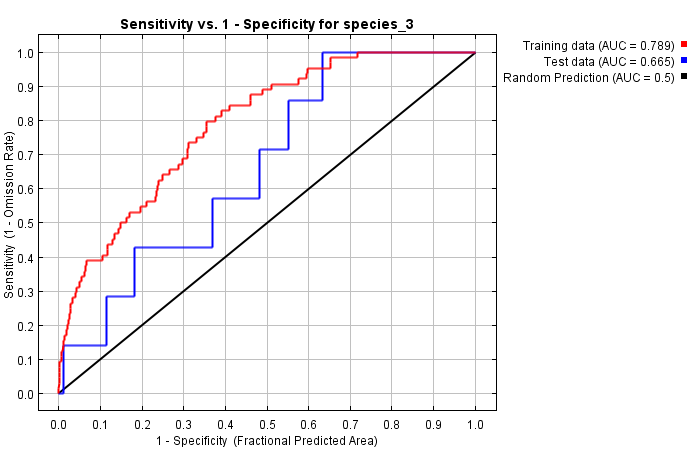 Sensitivity vs. 1 - Specificity for species_3
Training data (AUC = 0.789)
Test data (AUC = 0.665)
Random Prediction (AUC = 0.5)
Sensitivity (1 - Omission Rate)
1.0
0.9
0.8
0.7
0.6
0.5
0.4
0.3
0.2
0.1
0.0
0.0 0.1 0.2 0.3 0.4 0.5 0.6 0.7 0.8 0.9 1.0
1 - Specificity (Fractional Predicted Area)